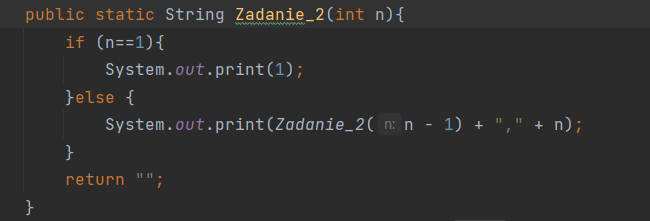 public static String Zadanie_2(int n){
    if (n==1){
        System.out.print(1);
    }else {
        System.out.print(Zadanie_2( n: n - 1) + "," + n);
    }
    return "";
}